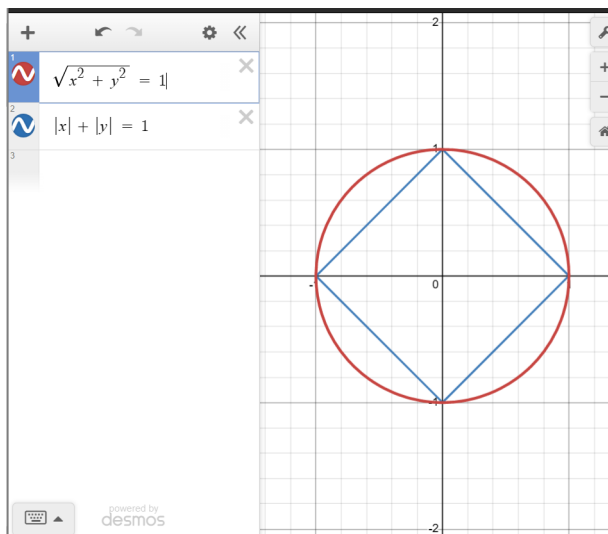 1
√x² + y² = 1
2
|x| + |y| = 1
3
powered by
desmos
2
1
-
0
-1
-2